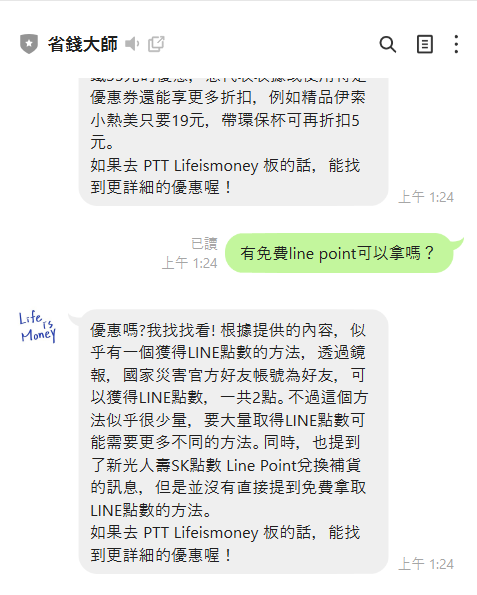 省錢大師
優惠券還能享更多折扣，例如精品伊索
小熱美只要19元，帶環保杯可再折扣5
元。
如果去 PTT Lifeismoney 板的話，能找
到更詳細的優惠喔！
上午 1:24
已讀
上午 1:24
有免費line point可以拿嗎？
Life
is
Money
優惠嗎?我找找看! 根據提供的內容，似
乎有一個獲得LINE點數的方法，透過鏡
報，國家災害官方好友帳號為好友，可
以獲得LINE點數，一共2點。不過這個方
法似乎很少量，要大量取得LINE點數可
能需要更多不同的方法。同時，也提到
了新光人壽SK點數 Line Point兌換補貨
的訊息，但是並沒有直接提到免費拿取
LINE點數的方法。
如果去 PTT Lifeismoney 板的話，能找
到更詳細的優惠喔！
上午 1:24